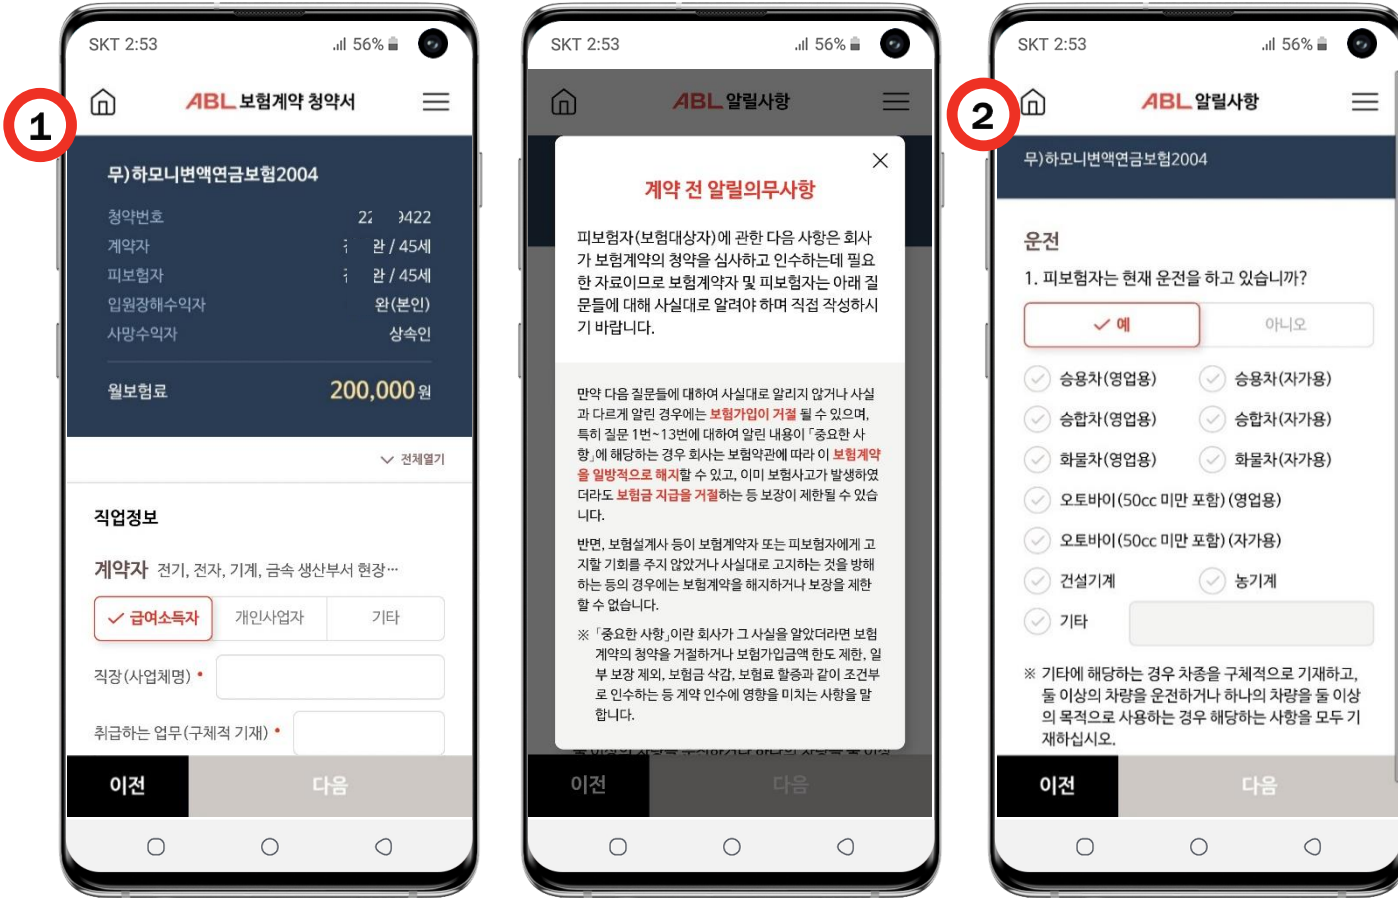 1
SKT 2:53
56%
ABL 보험계약 청약서
무)하모니변액연금보험2004
청약번호 22 9422
계약자 완 / 45세
피보험자 완 / 45세
입원장해수익자 완(본인)
사망수익자 상속인
월보험료 200,000 원
전체열기
직업정보
계약자 전기, 전자, 기계, 금속 생산부서 현장···
급여소득자 개인사업자 기타
직장(사업체명) •
취급하는 업무(구체적 기재) •
이전 다음
SKT 2:53
56%
ABL 알릴사항
계약 전 알릴의무사항
피보험자(보험대상자)에 관한 다음 사항은 회사
가 보험계약의 청약을 심사하고 인수하는데 필요
한 자료이므로 보험계약자 및 피보험자는 아래 질
문들에 대해 사실대로 알려야 하며 직접 작성하시
기 바랍니다.
만약 다음 질문들에 대하여 사실대로 알리지 않거나 사실
과 다르게 알린 경우에는 보험가입이 거절 될 수 있으며,
특히 질문 1번~13번에 대하여 알린 내용이 「중요한 사
항」에 해당하는 경우 회사는 보험약관에 따라 이 보험계약
을 일방적으로 해지할 수 있고, 이미 보험사고가 발생하였
더라도 보험금 지급을 거절하는 등 보장이 제한될 수 있습
니다.
반면, 보험설계사 등이 보험계약자 또는 피보험자에게 고
지할 기회를 주지 않았거나 사실대로 고지하는 것을 방해
하는 등의 경우에는 보험계약을 해지하거나 보장을 제한
할 수 없습니다.
※ 「중요한 사항」이란 회사가 그 사실을 알았더라면 보험
계약의 청약을 거절하거나 보험가입금액 한도 제한, 일
부 보장 제외, 보험금 삭감, 보험료 할증과 같이 조건부
로 인수하는 등 계약 인수에 영향을 미치는 사항을 말
합니다.
이전 다음
2
SKT 2:53
56%
ABL 알릴사항
무)하모니변액연금보험2004
운전
1. 피보험자는 현재 운전을 하고 있습니까?
예 아니오
승용차(영업용) 승용차(자가용)
승합차(영업용) 승합차(자가용)
화물차(영업용) 화물차(자가용)
오토바이(50cc 미만 포함) (영업용)
오토바이(50cc 미만 포함) (자가용)
건설기계 농기계
기타
※ 기타에 해당하는 경우 차종을 구체적으로 기재하고,
둘 이상의 차량을 운전하거나 하나의 차량을 둘 이상
의 목적으로 사용하는 경우 해당하는 사항을 모두 기
재하십시오.
이전 다음